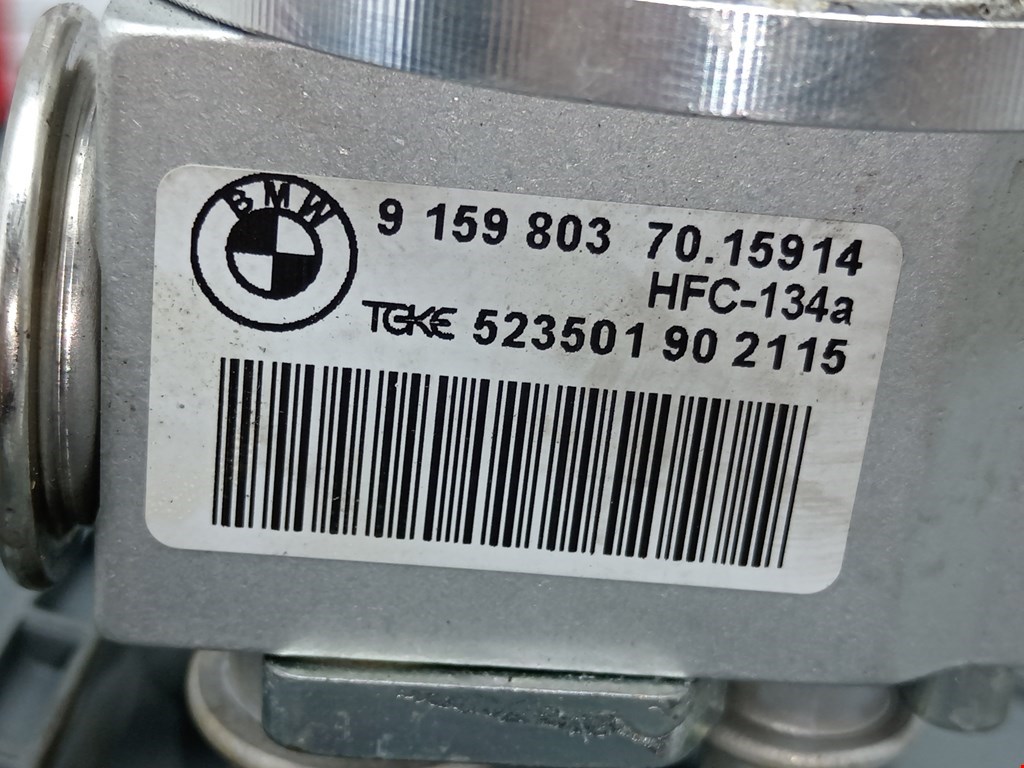 BMW
9 159 803 70.15914
HFC-134a
TGKE 523501 90 2115